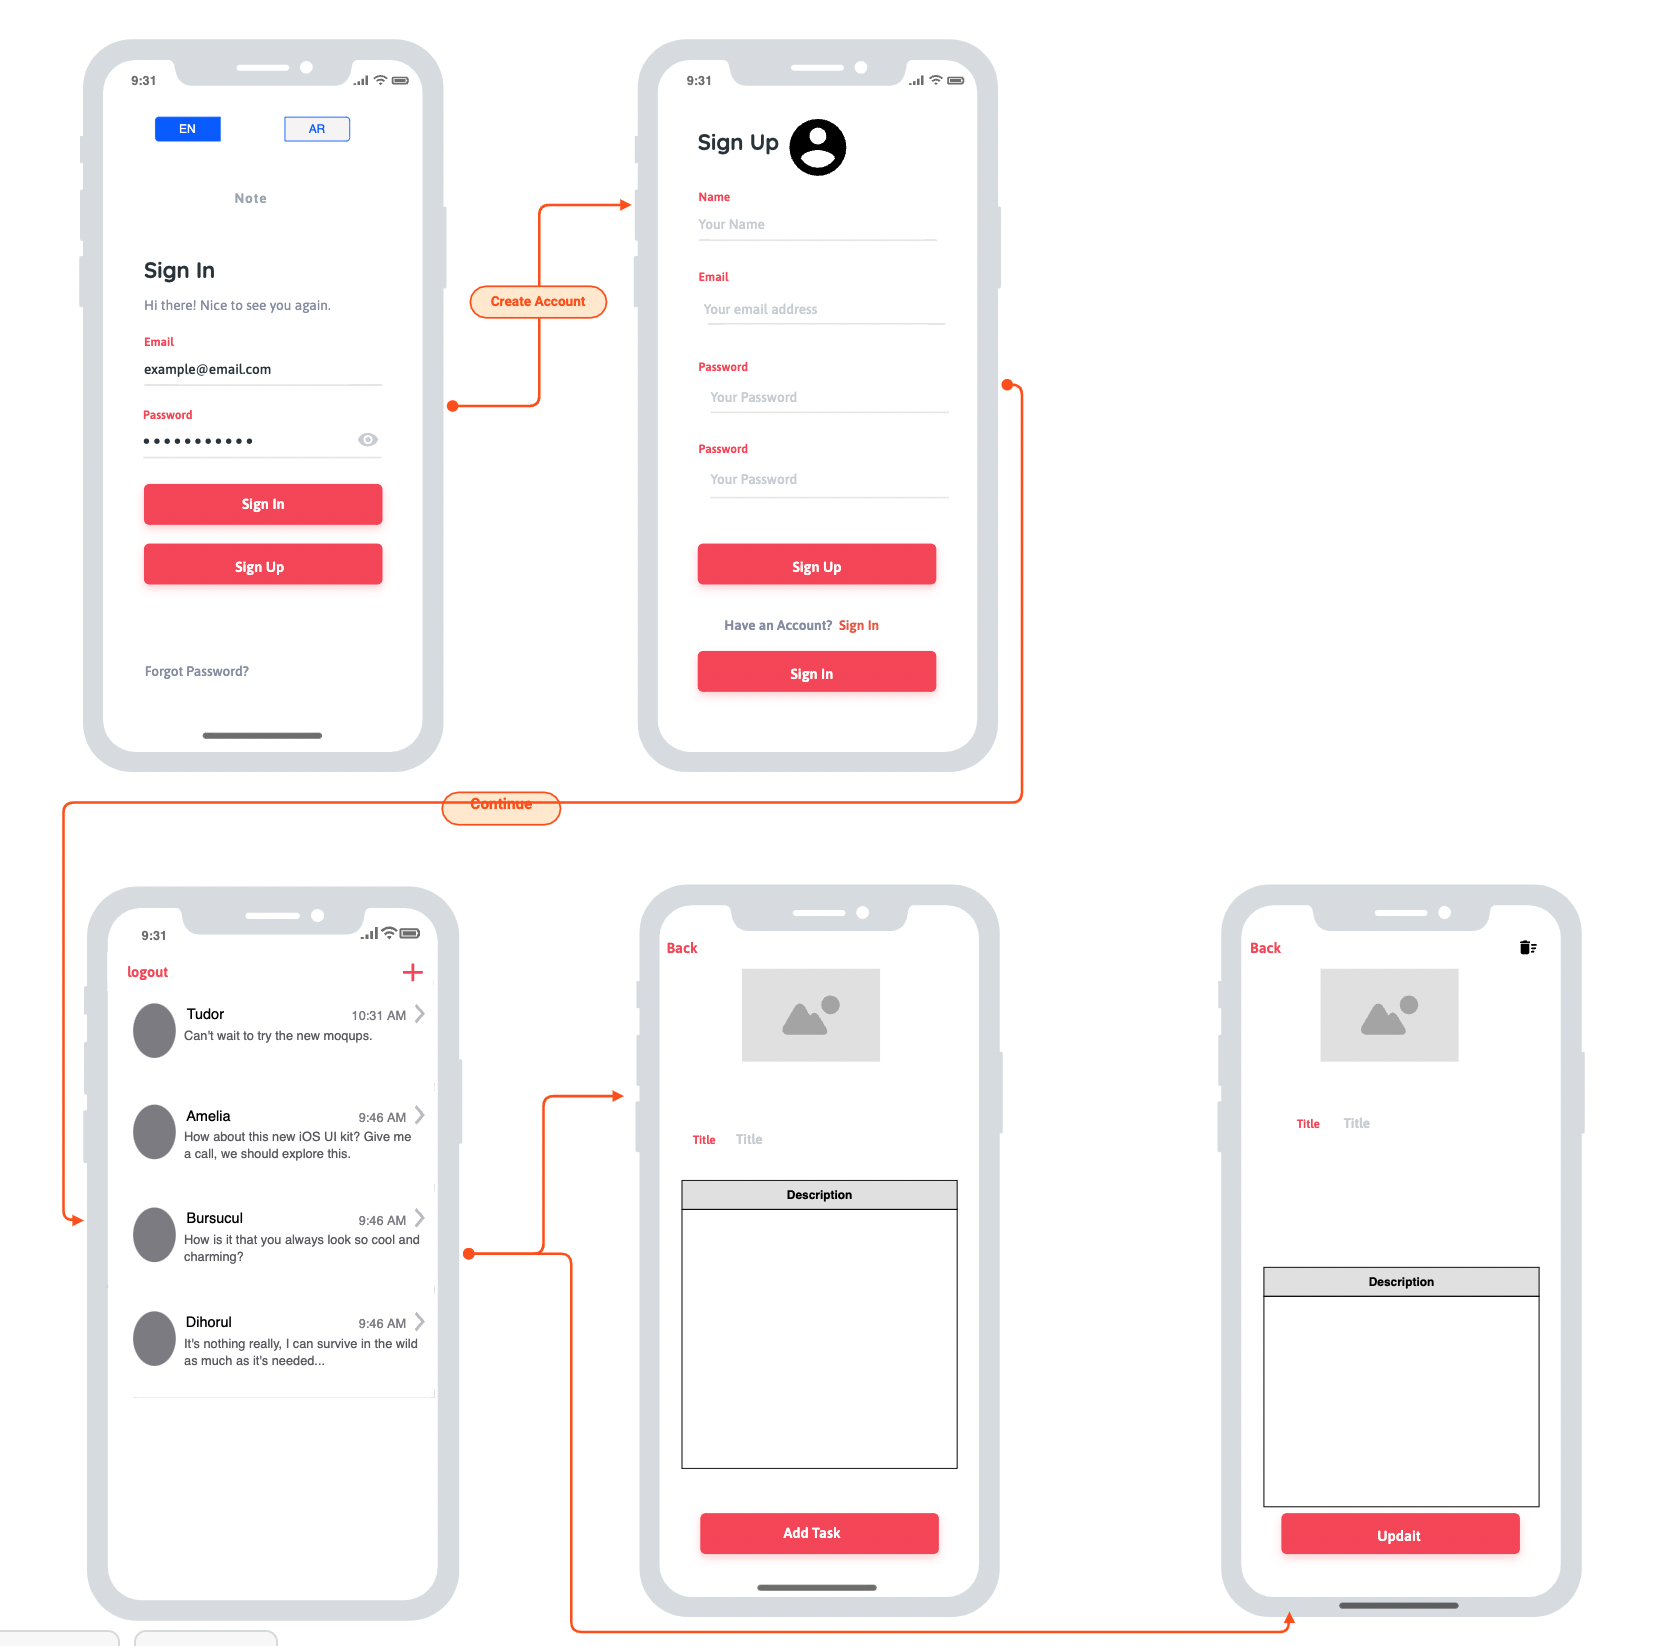 9:31
EN
AR
Note
Sign In
Hi there! Nice to see you again.
Email
example@email.com
Password
Sign In
Sign Up
Forgot Password?
Create Account
9:31
Sign Up
Name
Your Name
Email
Your email address
Password
Your Password
Password
Your Password
Sign Up
Have an Account? Sign In
Sign In
Continue
9:31
logout
Tudor
10:31 AM
Can't wait to try the new moqups.
Amelia
9:46 AM
How about this new iOS UI kit? Give me
a call, we should explore this.
Bursucul
9:46 AM
How is it that you always look so cool and
charming?
Dihorul
9:46 AM
It's nothing really, I can survive in the wild
as much as it's needed...
Back
Title
Title
Description
Add Task
Back
Title
Title
Description
Updait